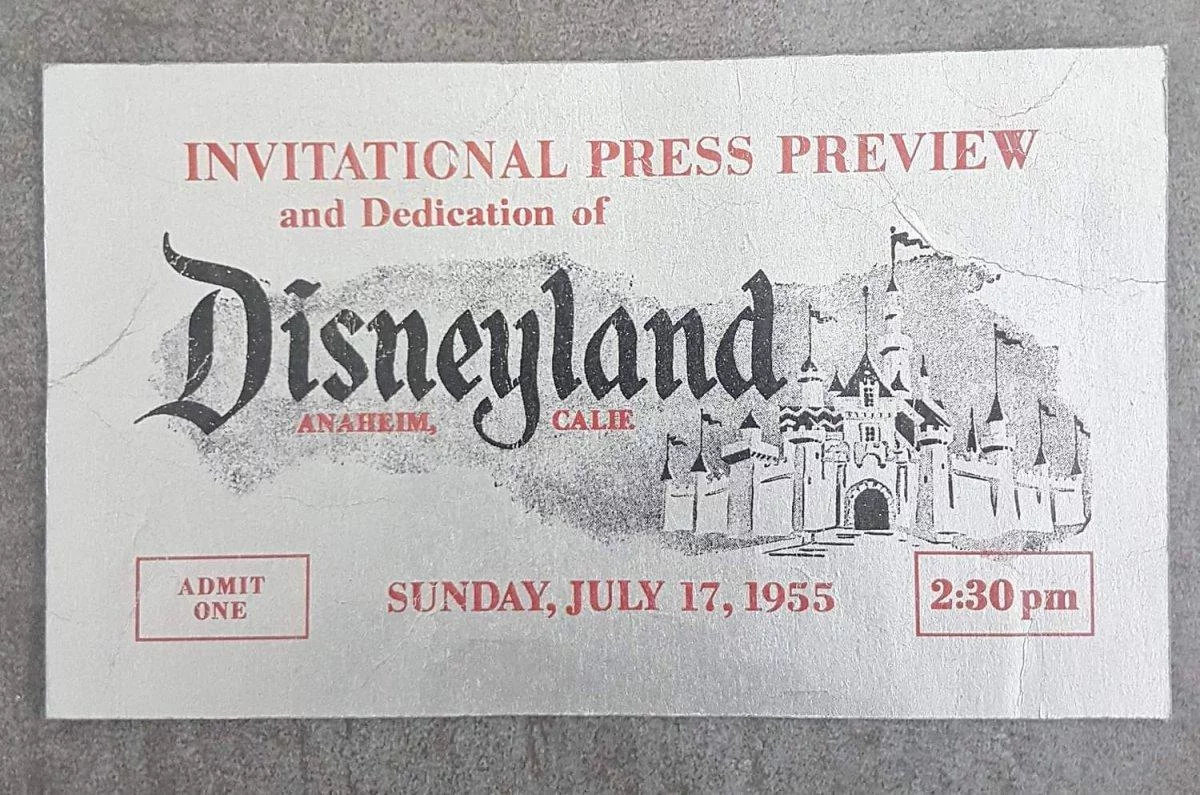 INVITATIONAL PRESS PREVIEW
and Dedication of
Disneyland
ANAHEIM, CALIF.
ADMIT
ONE
SUNDAY, JULY 17, 1955
2:30 pm